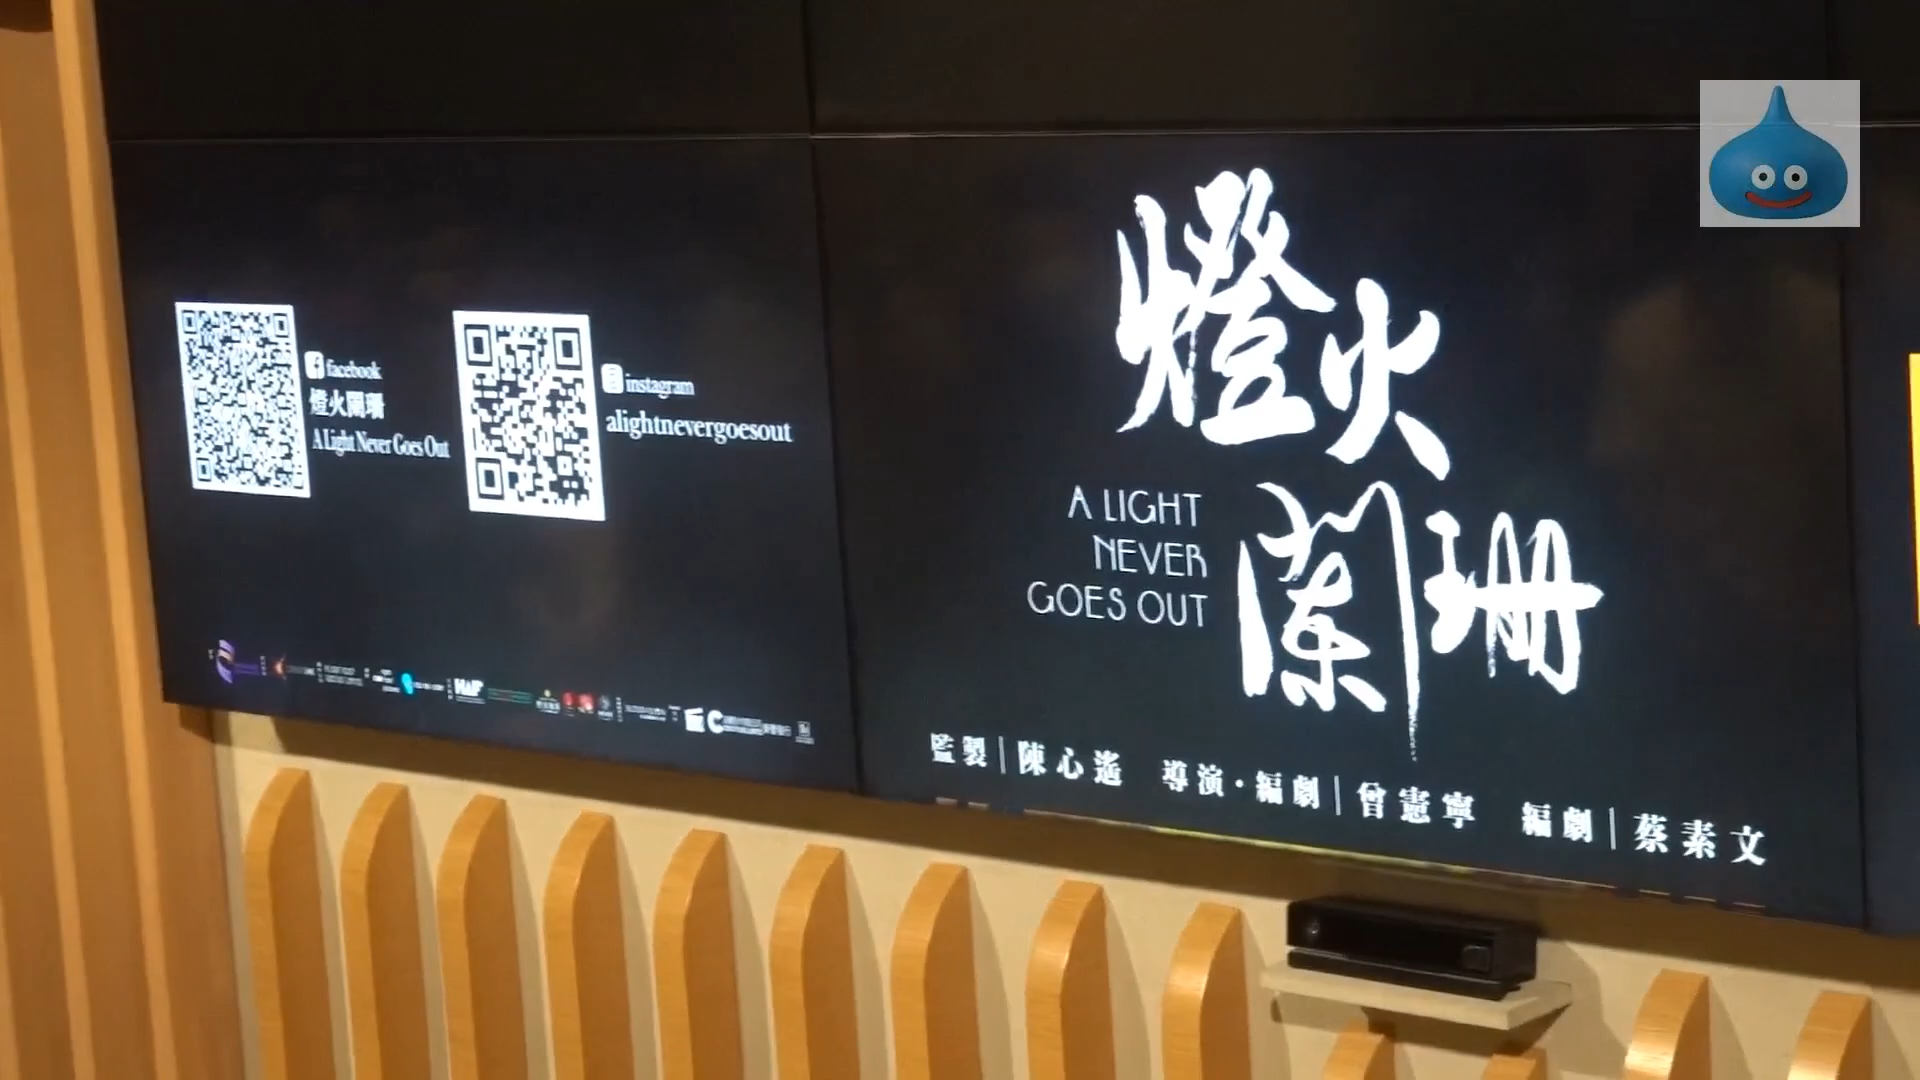 facebook
燈火闌珊
A Light Never Goes Out
instagram
alightnevergoesout
燈火
闌珊
A LIGHT
NEVER
GOES OUT
監製|陳心遙 導演·編劇|曾憲寧 編劇|蔡素文